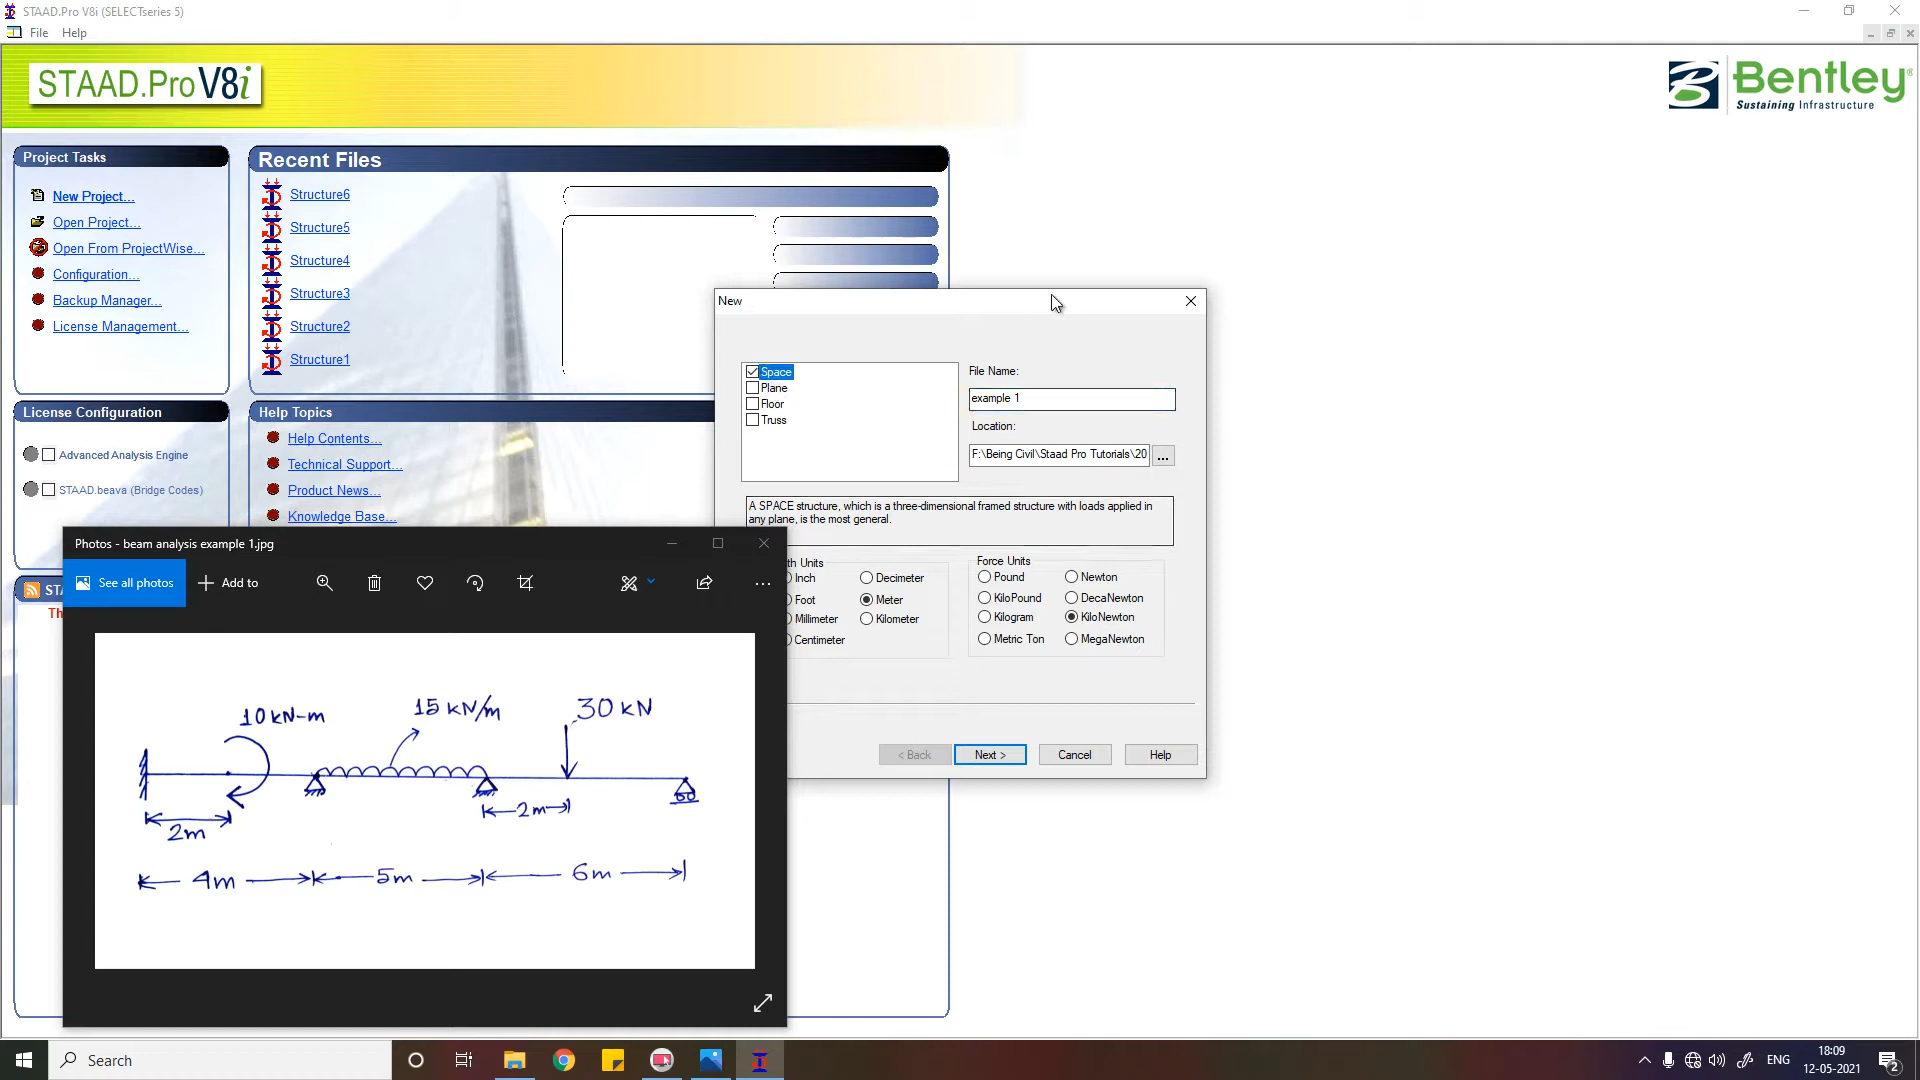 STAAD.Pro V8i (SELECTseries 5)
File Help
STAAD.Pro V8i
Bentley®
Sustaining Infrastructure
Project Tasks
New Project...
Open Project...
Open From ProjectWise...
Configuration...
Backup Manager...
License Management...
Recent Files
Structure6
Structure5
Structure4
Structure3
Structure2
Structure1
License Configuration
Advanced Analysis Engine
STAAD.beava (Bridge Codes)
Help Topics
Help Contents...
Technical Support...
Product News...
Knowledge Base...
New
Space
Plane
Floor
Truss
File Name:
example 1
Location:
F:\Being Civil\Staad Pro Tutorials\20
...
A SPACE structure, which is a three-dimensional framed structure with loads applied in
any plane, is the most general.
Inch
Foot
Millimeter
Centimeter
Decimeter
Meter
Kilometer
Units
Force Units
Pound
KiloPound
Kilogram
Metric Ton
Newton
DecaNewton
KiloNewton
MegaNewton
< Back
Next >
Cancel
Help
Photos - beam analysis example 1.jpg
See all photos
Add to
10 kN-m
15 kN/m
30 kN
2m
2m
4m
5m
6m
Search
ENG
18:09
12-05-2021
2